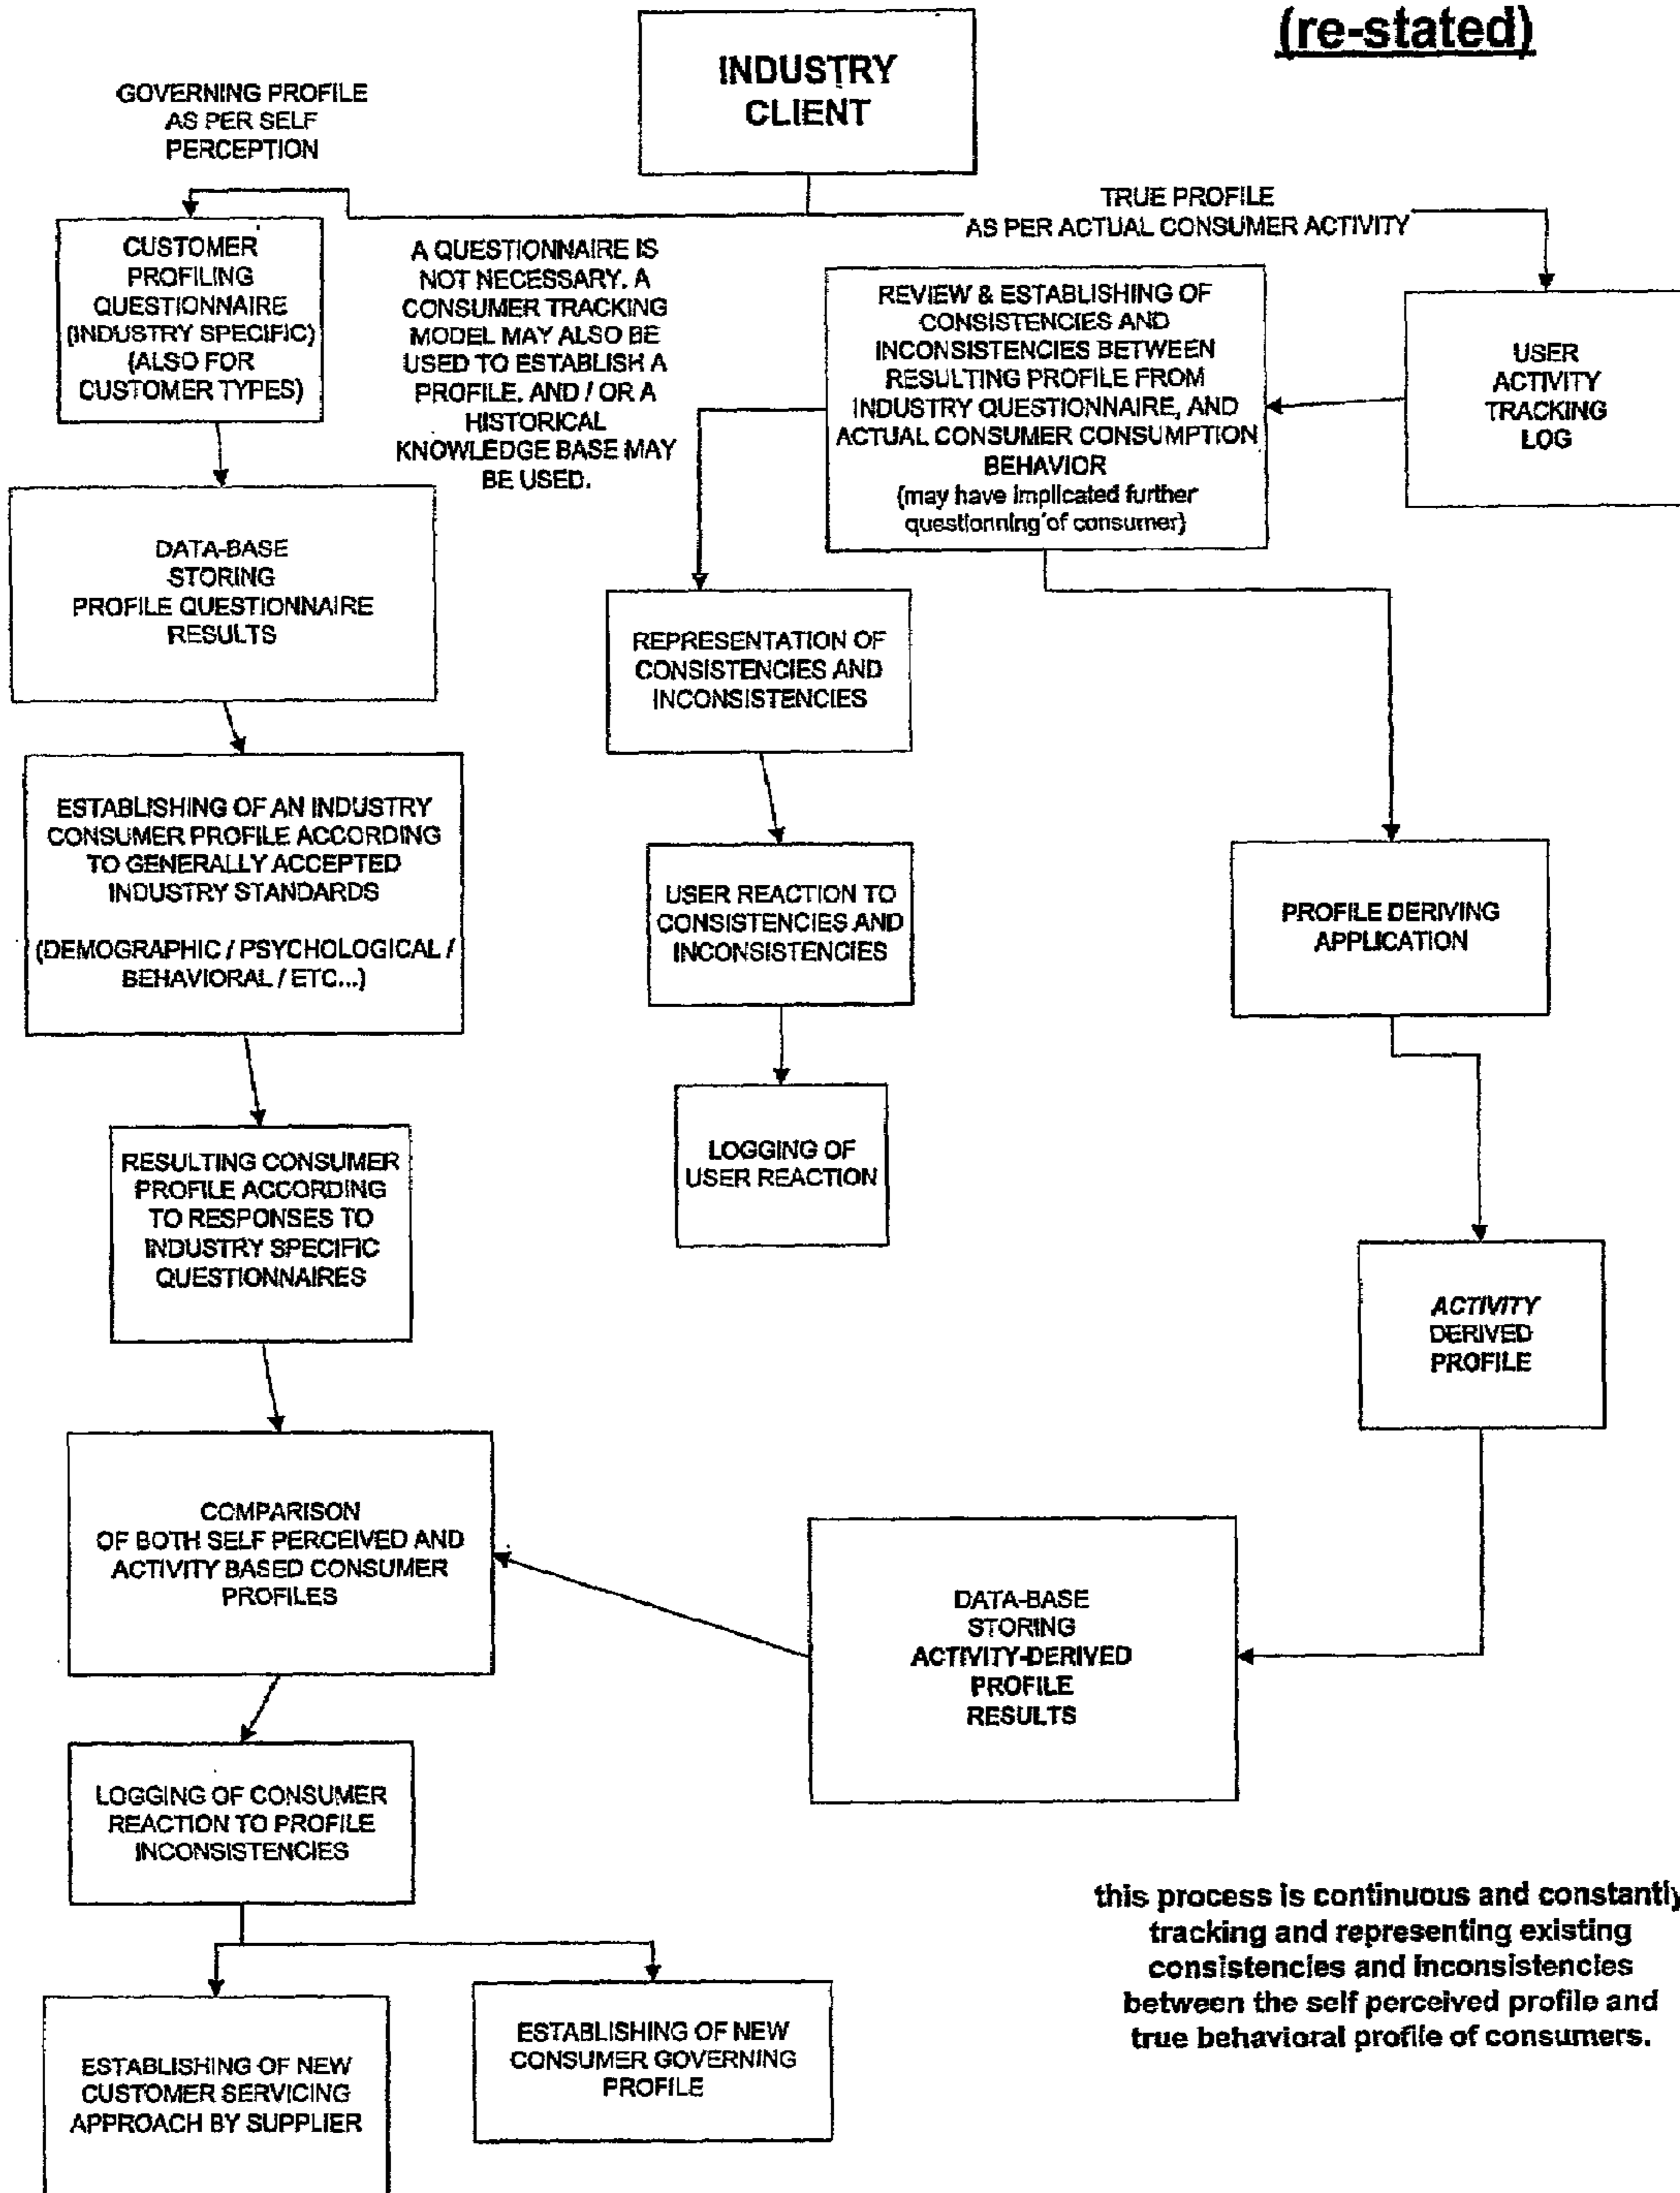 (re-stated)
INDUSTRY
CLIENT
GOVERNING PROFILE
AS PER SELF
PERCEPTION
TRUE PROFILE
AS PER ACTUAL CONSUMER ACTIVITY
CUSTOMER
PROFILING
QUESTIONNAIRE
(INDUSTRY SPECIFIC)
(ALSO FOR
CUSTOMER TYPES)
A QUESTIONNAIRE IS
NOT NECESSARY. A
CONSUMER TRACKING
MODEL MAY ALSO BE
USED TO ESTABLISH A
PROFILE. AND / OR A
HISTORICAL
KNOWLEDGE BASE MAY
BE USED.
REVIEW & ESTABLISHING OF
CONSISTENCIES AND
INCONSISTENCIES BETWEEN
RESULTING PROFILE FROM
INDUSTRY QUESTIONNAIRE, AND
ACTUAL CONSUMER CONSUMPTION
BEHAVIOR
(may have implicated further
questionning of consumer)
USER
ACTIVITY
TRACKING
LOG
DATA-BASE
STORING
PROFILE QUESTIONNAIRE
RESULTS
REPRESENTATION OF
CONSISTENCIES AND
INCONSISTENCIES
ESTABLISHING OF AN INDUSTRY
CONSUMER PROFILE ACCORDING
TO GENERALLY ACCEPTED
INDUSTRY STANDARDS
(DEMOGRAPHIC / PSYCHOLOGICAL /
BEHAVIORAL / ETC...)
USER REACTION TO
CONSISTENCIES AND
INCONSISTENCIES
PROFILE DERIVING
APPLICATION
LOGGING OF
USER REACTION
RESULTING CONSUMER
PROFILE ACCORDING
TO RESPONSES TO
INDUSTRY SPECIFIC
QUESTIONNAIRES
ACTIVITY
DERIVED
PROFILE
COMPARISON
OF BOTH SELF PERCEIVED AND
ACTIVITY BASED CONSUMER
PROFILES
DATA-BASE
STORING
ACTIVITY-DERIVED
PROFILE
RESULTS
LOGGING OF CONSUMER
REACTION TO PROFILE
INCONSISTENCIES
this process is continuous and constantly
tracking and representing existing
consistencies and inconsistencies
between the self perceived profile and
true behavioral profile of consumers.
ESTABLISHING OF NEW
CUSTOMER SERVICING
APPROACH BY SUPPLIER
ESTABLISHING OF NEW
CONSUMER GOVERNING
PROFILE